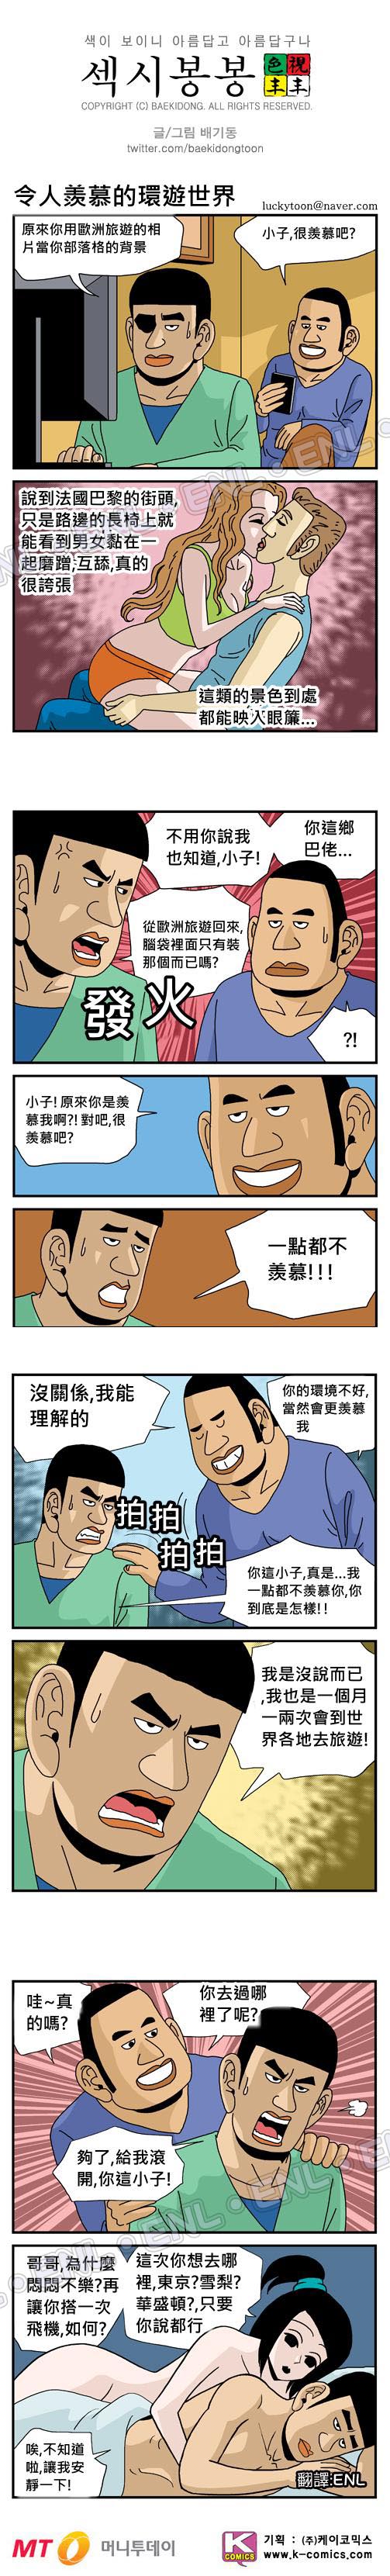 색이 보이니 아름답고 아름답구나
섹시봉봉
色視
主主
COPYRIGHT (C) BAEKIDONG. ALL RIGHTS RESERVED.
글/그림 배기동
twitter.com/baekidongtoon
令人羨慕的環遊世界
luckytoon@naver.com
原來你用歐洲旅遊的相
片當你部落格的背景
小子,很羨慕吧?
說到法國巴黎的街頭,
只是路邊的長椅上就
能看到男女黏在一
起磨蹭,互舔,真的
很誇張
這類的景色到處
都能映入眼簾...
不用你說我
也知道,小子!
你這鄉
巴佬...
從歐洲旅遊回來,
腦袋裡面只有裝
那個而已嗎?
發火
?!
小子!原來你是羨
慕我啊?!對吧,很
羨慕吧?
一點都不
羨慕!!!
沒關係,我能
理解的
你的環境不好,
當然會更羨慕
我
拍拍
拍拍
你這小子,真是...我
一點都不羨慕你,你
到底是怎樣!!
我是沒說而已
,我也是一個月
一兩次會到世
界各地去旅遊!
哇~真
的嗎?
你去過哪
裡了呢?
夠了,給我滾
開,你這小子!
哥哥,為什麼
悶悶不樂?再
讓你搭一次
飛機,如何?
這次你想去哪
裡,東京?雪梨?
華盛頓?,只要
你說都行
唉,不知道
啦,讓我安
靜一下!
翻譯:ENL
MT 머니투데이
K COMICS
기획 : (주)케이코믹스
www.k-comics.com